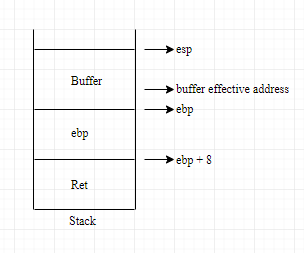 esp
Buffer
buffer effective address
ebp
ebp
ebp + 8
Ret
Stack